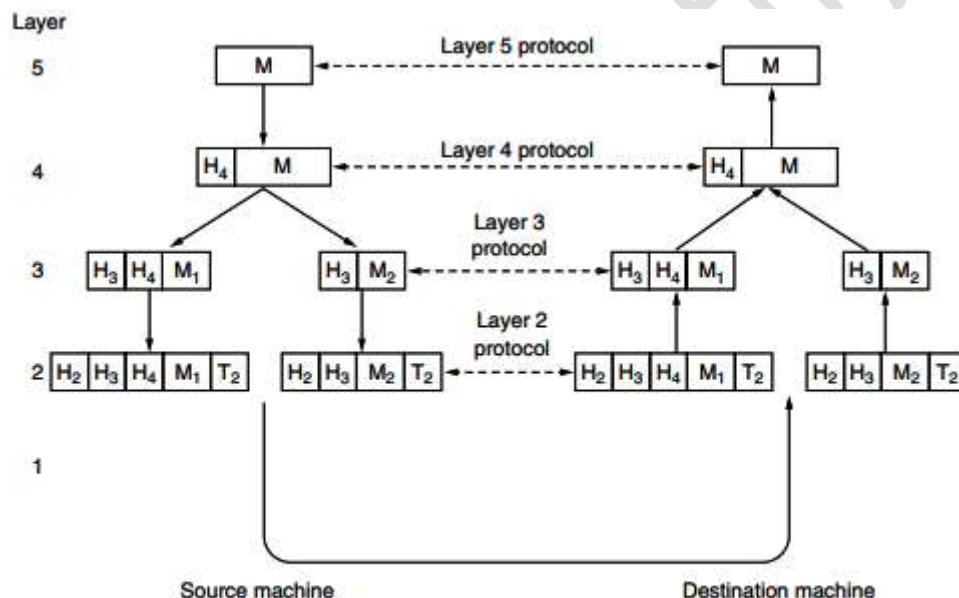 Layer
5 M Layer 5 protocol M
4 H4 M Layer 4 protocol H4 M
Layer 3
protocol
3 H3 H4 M1 H3 M2 H3 H4 M1 H3 M2
Layer 2
protocol
2 H2 H3 H4 M1 T2 H2 H3 M2 T2 H2 H3 H4 M1 T2 H2 H3 M2 T2
1
Source machine Destination machine